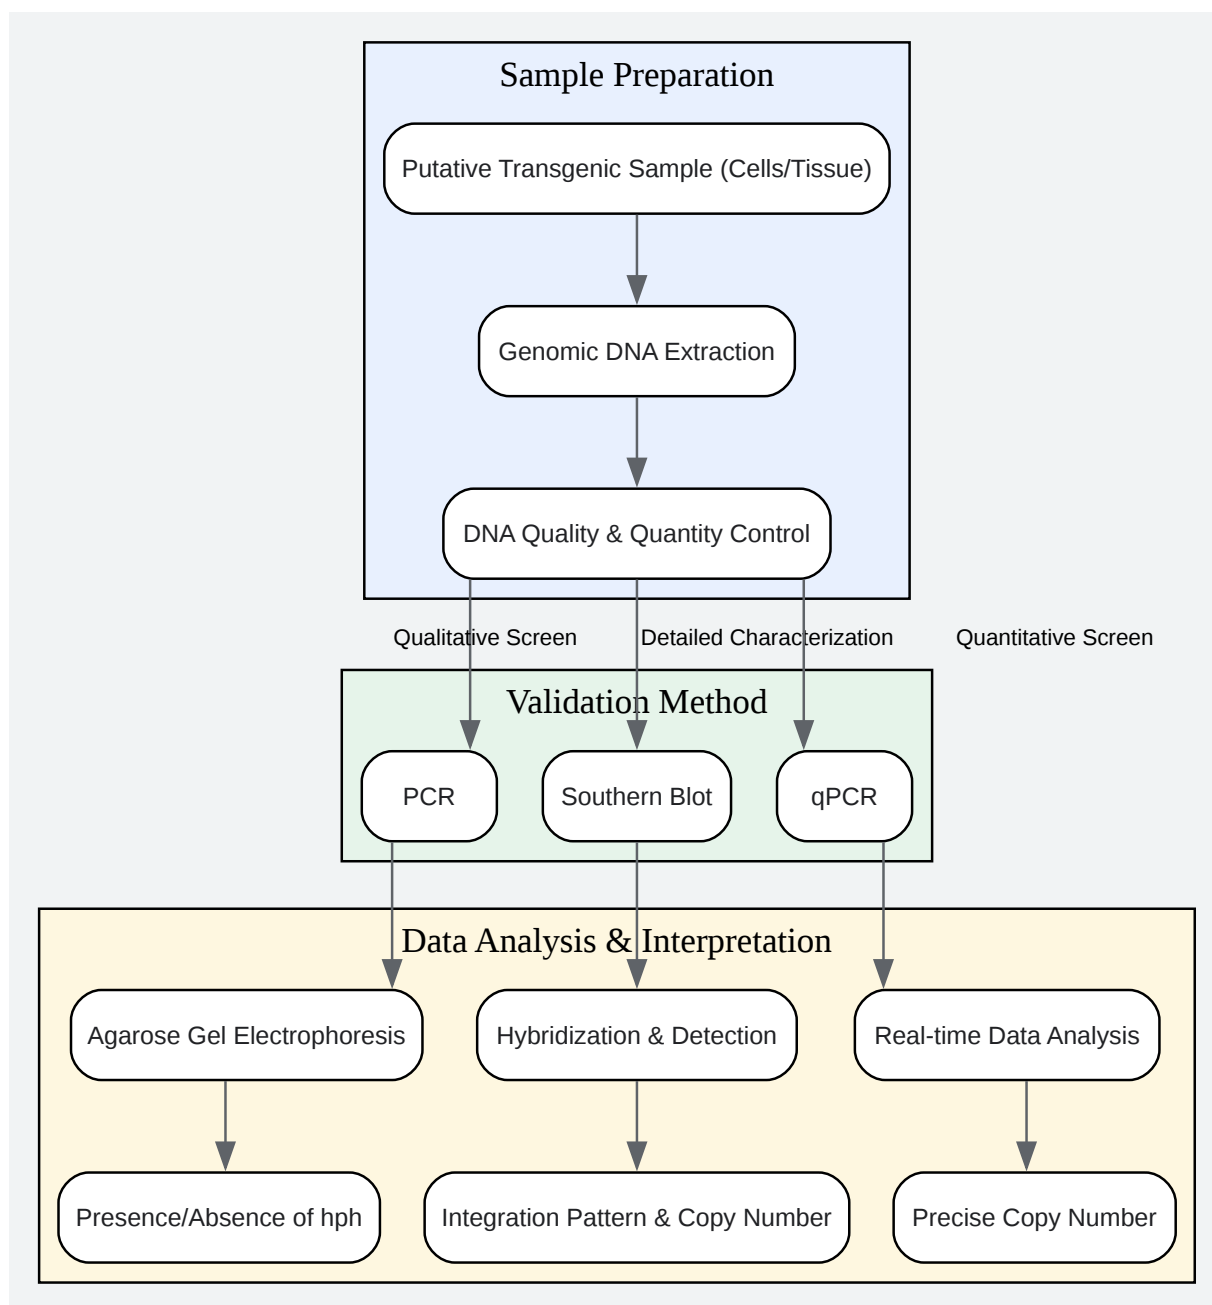 Sample Preparation
Putative Transgenic Sample (Cells/Tissue)
Genomic DNA Extraction
DNA Quality & Quantity Control
Qualitative Screen
Detailed Characterization
Quantitative Screen
Validation Method
PCR
Southern Blot
qPCR
Data Analysis & Interpretation
Agarose Gel Electrophoresis
Hybridization & Detection
Real-time Data Analysis
Presence/Absence of hph
Integration Pattern & Copy Number
Precise Copy Number